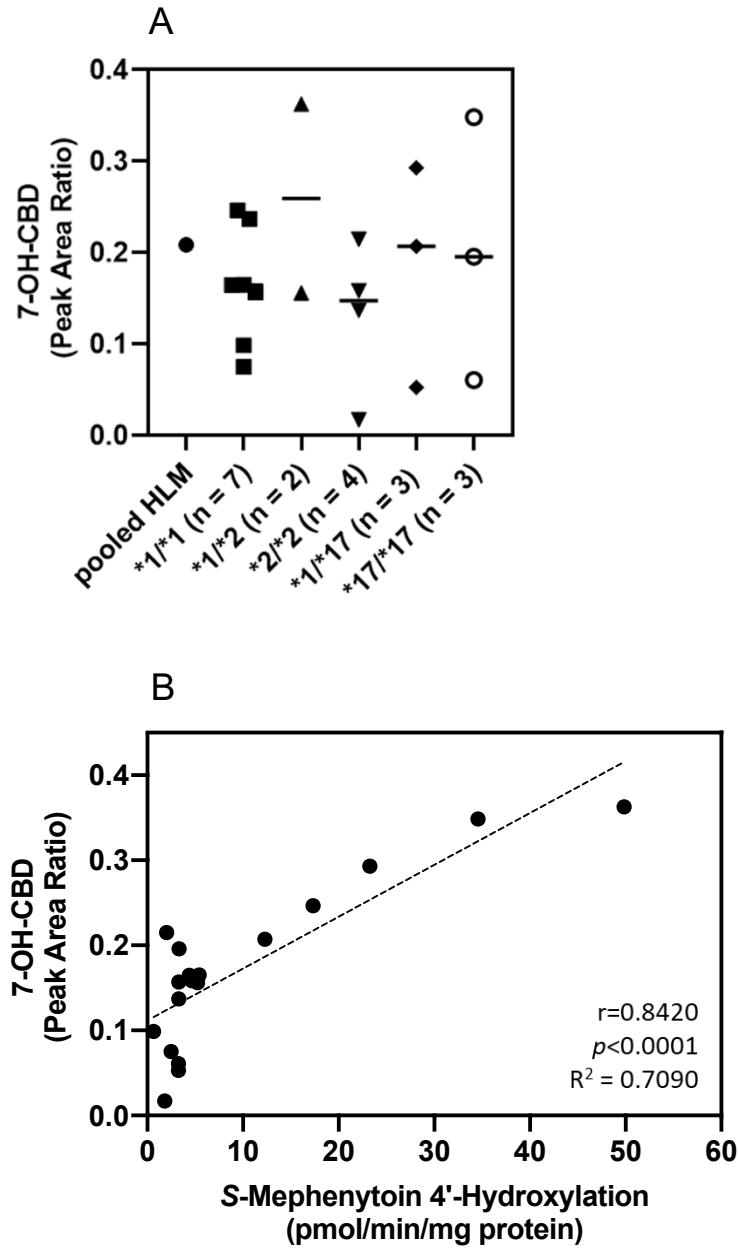 A
7-OH-CBD
(Peak Area Ratio)
0.4
0.3
0.2
0.1
0.0
pooled HLM
*1/*1 (n = 7)
*1/*2 (n = 2)
*2/*2 (n = 4)
*1/*17 (n = 3)
*17/*17 (n = 3)
B
7-OH-CBD
(Peak Area Ratio)
0.4
0.3
0.2
0.1
0.0
r=0.8420
p<0.0001
R² = 0.7090
0 10 20 30 40 50 60
S-Mephenytoin 4'-Hydroxylation
(pmol/min/mg protein)